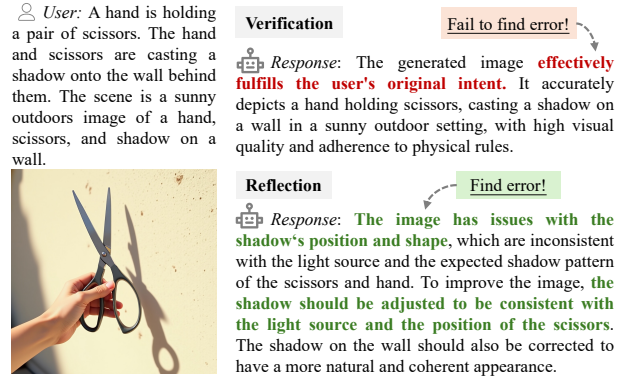 User: A hand is holding
a pair of scissors. The hand
and scissors are casting a
shadow onto the wall behind
them. The scene is a sunny
outdoors image of a hand,
scissors, and shadow on a
wall.
Verification
Fail to find error!
Response: The generated image effectively
fulfills the user's original intent. It accurately
depicts a hand holding scissors, casting a shadow on
a wall in a sunny outdoor setting, with high visual
quality and adherence to physical rules.
Reflection
Find error!
Response: The image has issues with the
shadow‘s position and shape, which are inconsistent
with the light source and the expected shadow pattern
of the scissors and hand. To improve the image, the
shadow should be adjusted to be consistent with
the light source and the position of the scissors.
The shadow on the wall should also be corrected to
have a more natural and coherent appearance.